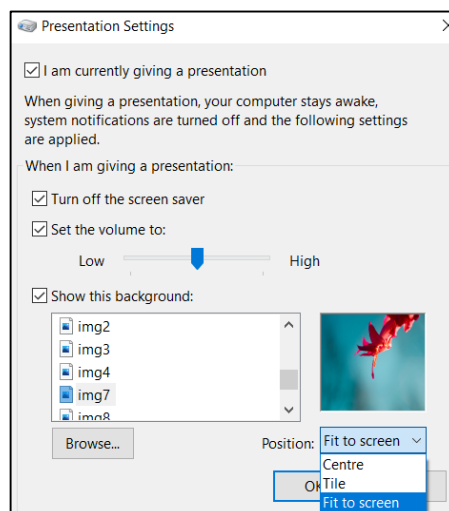 Presentation Settings
I am currently giving a presentation
When giving a presentation, your computer stays awake,
system notifications are turned off and the following settings
are applied.
When I am giving a presentation:
Turn off the screen saver
Set the volume to:
Low High
Show this background:
img2
img3
img4
img7
img8
Browse... Position: Fit to screen
Centre
Tile
Fit to screen